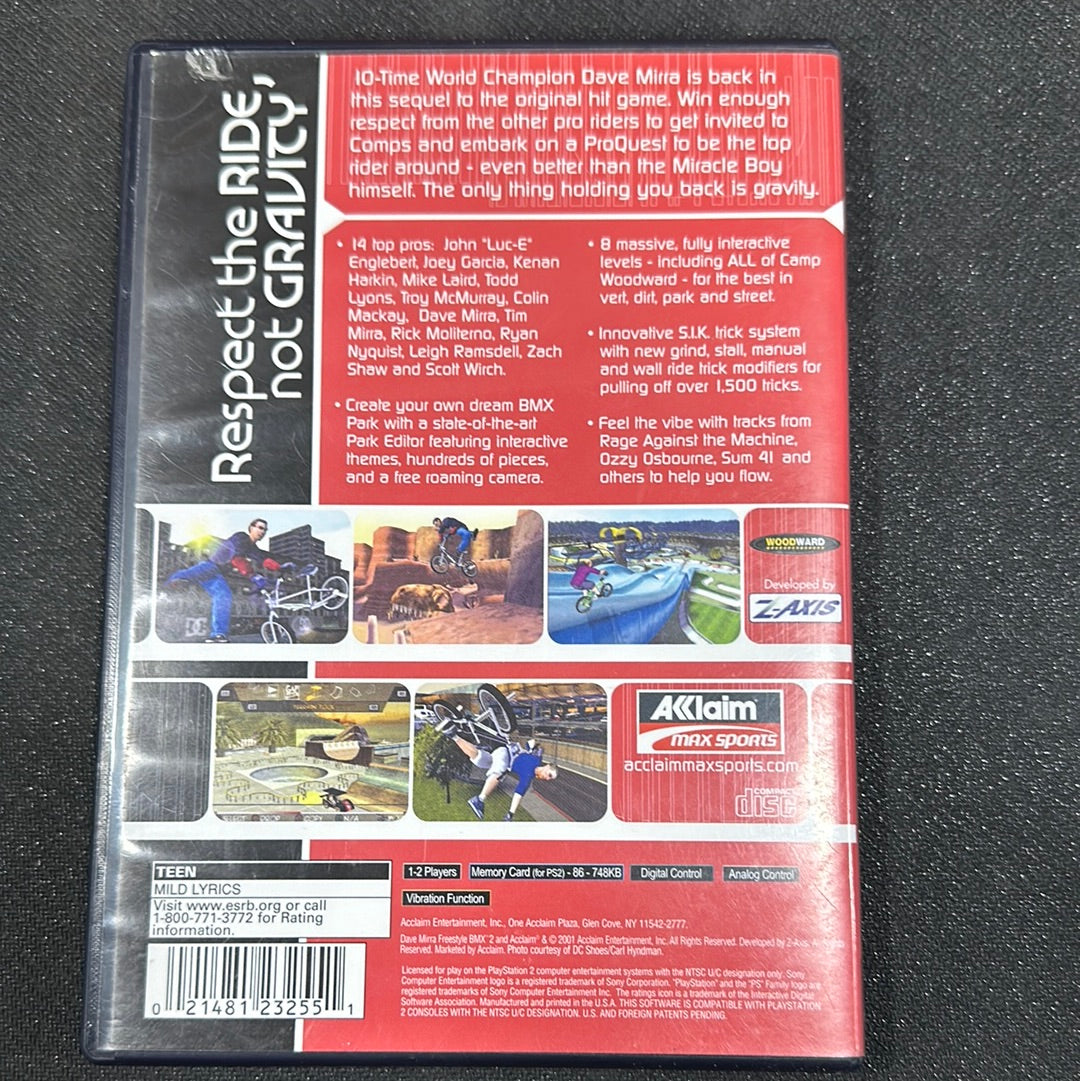 Respect the RIDE,
not GRAVITY'
10-Time World Champion Dave Mirra is back in
this sequel to the original hit game. Win enough
respect from the other pro riders to get invited to
Comps and embark on a ProQuest to be the top
rider around - even better than the Miracle Boy
himself. The only thing holding you back is gravity.
• 14 top pros: John "Luc-E"
Englebert, Joey Garcia, Kenan
Harkin, Mike Laird, Todd
Lyons, Troy McMurray, Colin
Mackay, Dave Mirra, Tim
Mirra, Rick Moliterno, Ryan
Nyquist, Leigh Ramsdell, Zach
Shaw and Scott Wirch.
• Create your own dream BMX
Park with a state-of-the-art
Park Editor featuring interactive
themes, hundreds of pieces,
and a free roaming camera.
• 8 massive, fully interactive
levels - including ALL of Camp
Woodward - for the best in
vert, dirt, park and street.
• Innovative S.I.K. trick system
with new grind, stall, manual
and wall ride trick modifiers for
pulling off over 1,500 tricks.
• Feel the vibe with tracks from
Rage Against the Machine,
Ozzy Osbourne, Sum 41 and
others to help you flow.
DC
WOODWARD
Developed by
Z-AXIS
TERRAIN TOOLS
SELECT DROP COPY N/A
AKKlaim
MAX SPORTS
acclaimmaxsports.com
COMPACT
disc
TEEN
MILD LYRICS
Visit www.esrb.org or call
1-800-771-3772 for Rating
information.
0 21481 23255 1
1-2 Players Memory Card (for PS2) - 86 - 748KB Digital Control Analog Control
Vibration Function
Acclaim Entertainment, Inc., One Acclaim Plaza, Glen Cove, NY 11542-2777.
Dave Mirra Freestyle BMX™2 and Acclaim® & © 2001 Acclaim Entertainment, Inc. All Rights Reserved. Developed by Z-Axis. All Rights
Reserved. Marketed by Acclaim. Photo courtesy of DC Shoes/Carl Hyndman.
Licensed for play on the PlayStation 2 computer entertainment systems with the NTSC U/C designation only. Sony
Computer Entertainment logo is a registered trademark of Sony Corporation. "PlayStation" and the "PS" Family logo are
registered trademarks of Sony Computer Entertainment Inc. The ratings icon is a trademark of the Interactive Digital
Software Association. Manufactured and printed in the U.S.A. THIS SOFTWARE IS COMPATIBLE WITH PLAYSTATION
2 CONSOLES WITH THE NTSC U/C DESIGNATION. U.S. AND FOREIGN PATENTS PENDING.